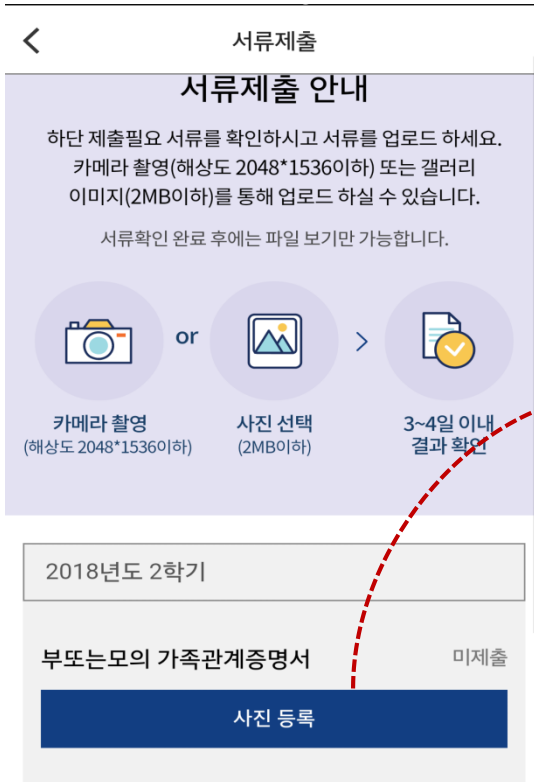 서류제출
서류제출 안내
하단 제출필요 서류를 확인하시고 서류를 업로드 하세요.
카메라 촬영(해상도 2048*1536이하) 또는 갤러리
이미지(2MB이하)를 통해 업로드 하실 수 있습니다.
서류확인 완료 후에는 파일 보기만 가능합니다.
or
카메라 촬영
(해상도 2048*1536이하)
사진 선택
(2MB이하)
>
3~4일 이내
결과 확인
2018년도 2학기
부또는모의 가족관계증명서 미제출
사진 등록